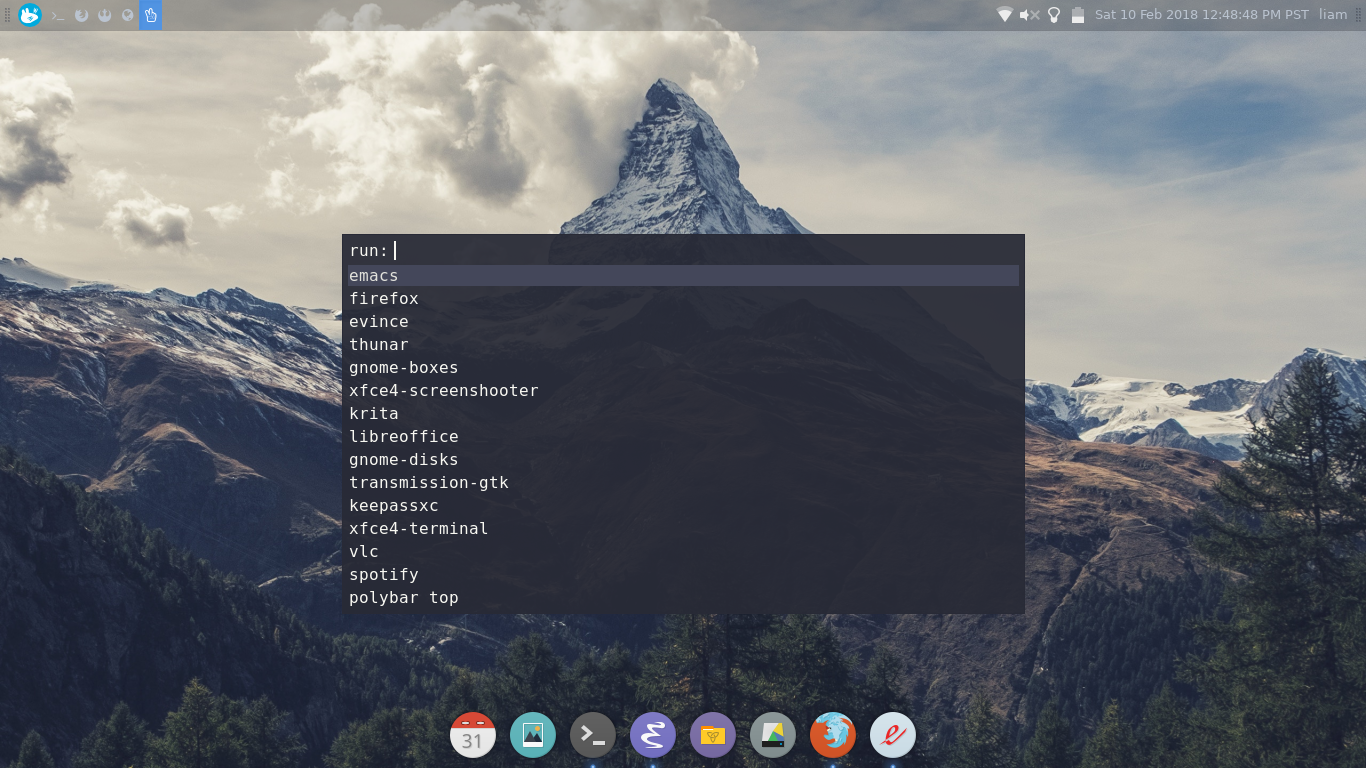 Sat 10 Feb 2018 12:48:48 PM PST liam
run:
emacs
firefox
evince
thunar
gnome-boxes
xfce4-screenshooter
krita
libreoffice
gnome-disks
transmission-gtk
keepassxc
xfce4-terminal
vlc
spotify
polybar top
31